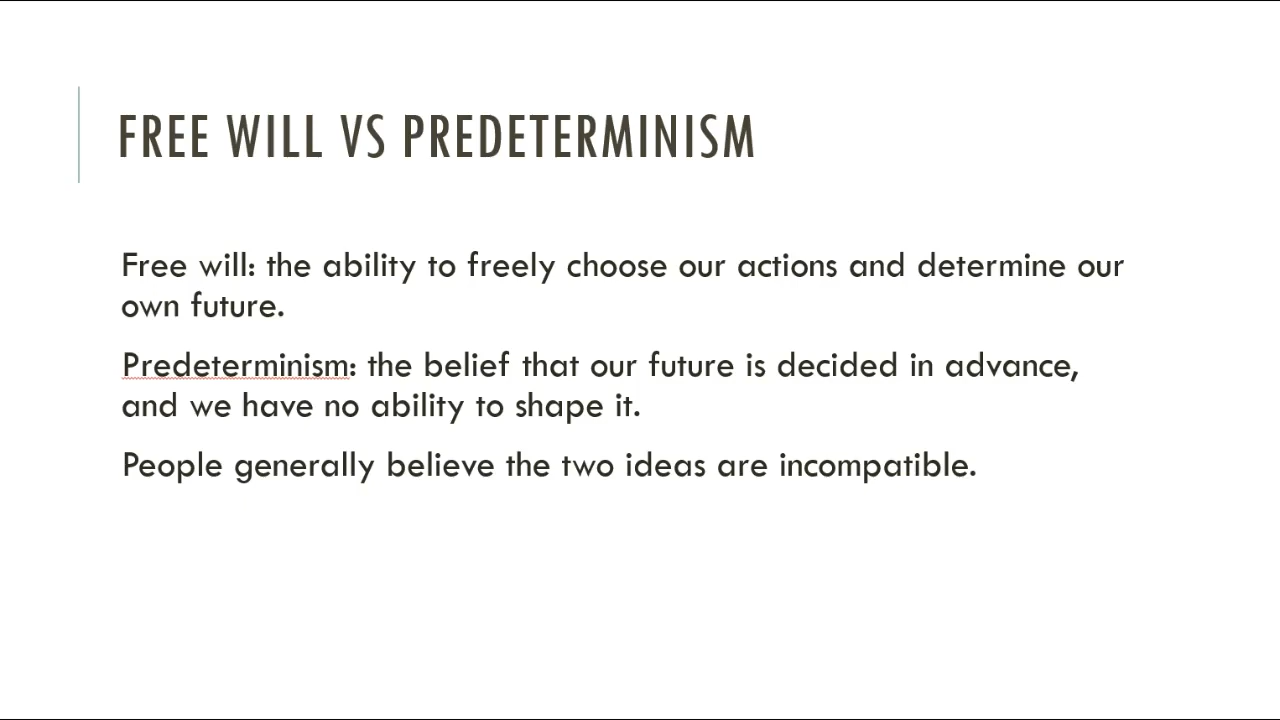 FREE WILL VS PREDETERMINISM
Free will: the ability to freely choose our actions and determine our
own future.
Predeterminism: the belief that our future is decided in advance,
and we have no ability to shape it.
People generally believe the two ideas are incompatible.